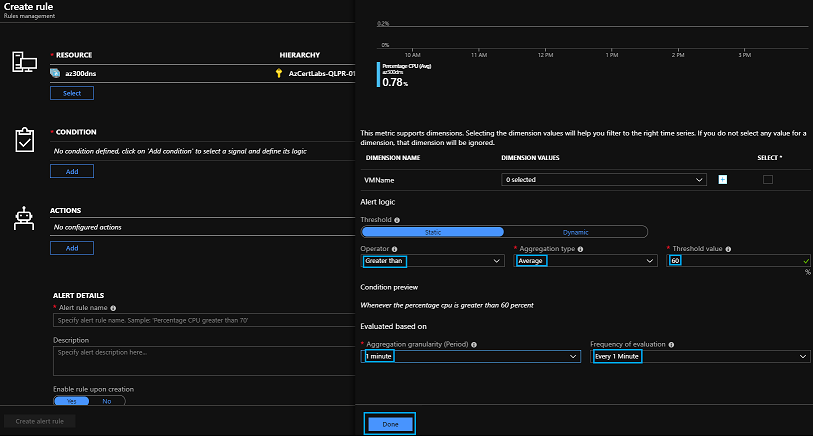 Create rule
Rules management
* RESOURCE
HIERARCHY
az300dns
AzCertLabs-QLPR-01
Select
* CONDITION
No condition defined, click on 'Add condition' to select a signal and define its logic
Add
ACTIONS
No configured actions
Add
ALERT DETAILS
* Alert rule name
Specify alert rule name. Sample: 'Percentage CPU greater than 70'
Description
Specify alert description here...
Enable rule upon creation
Yes No
Create alert rule
0.2%
0%
10 AM 11 AM 12 PM 1 PM 2 PM 3 PM
Percentage CPU (Avg)
az300dns
0.78 %
This metric supports dimensions. Selecting the dimension values will help you filter to the right time series. If you do not select any value for a
dimension, that dimension will be ignored.
DIMENSION NAME DIMENSION VALUES SELECT *
VMName 0 selected +
Alert logic
Threshold
Static Dynamic
Operator * Aggregation type * Threshold value
Greater than Average 60
%
Condition preview
Whenever the percentage cpu is greater than 60 percent
Evaluated based on
* Aggregation granularity (Period) Frequency of evaluation
1 minute Every 1 Minute
Done